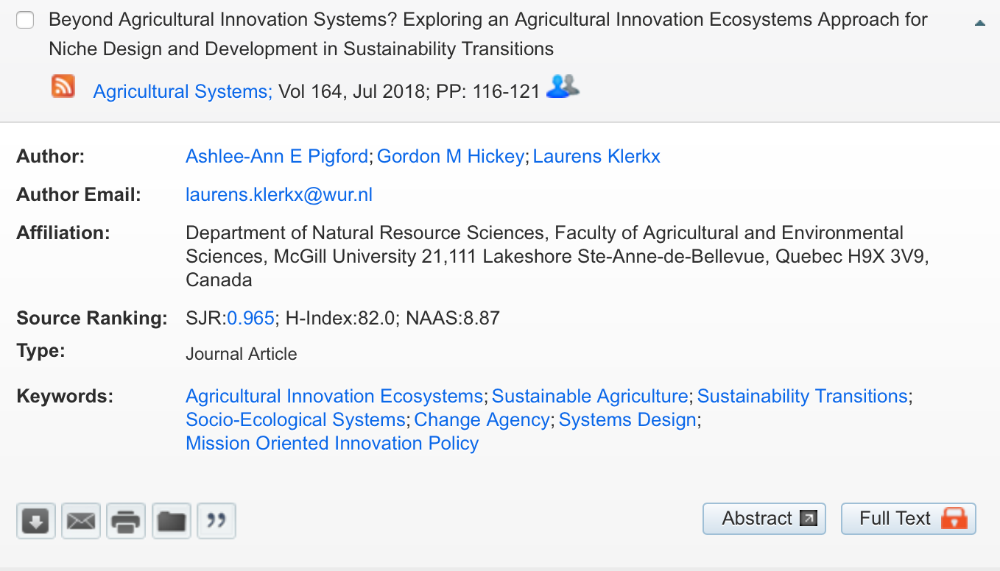 Beyond Agricultural Innovation Systems? Exploring an Agricultural Innovation Ecosystems Approach for
Niche Design and Development in Sustainability Transitions
Agricultural Systems; Vol 164, Jul 2018; PP: 116-121
Author: Ashlee-Ann E Pigford; Gordon M Hickey; Laurens Klerkx
Author Email: laurens.klerkx@wur.nl
Affiliation: Department of Natural Resource Sciences, Faculty of Agricultural and Environmental
Sciences, McGill University 21,111 Lakeshore Ste-Anne-de-Bellevue, Quebec H9X 3V9,
Canada
Source Ranking: SJR:0.965; H-Index:82.0; NAAS:8.87
Type: Journal Article
Keywords: Agricultural Innovation Ecosystems; Sustainable Agriculture; Sustainability Transitions;
Socio-Ecological Systems; Change Agency; Systems Design;
Mission Oriented Innovation Policy
Abstract Full Text